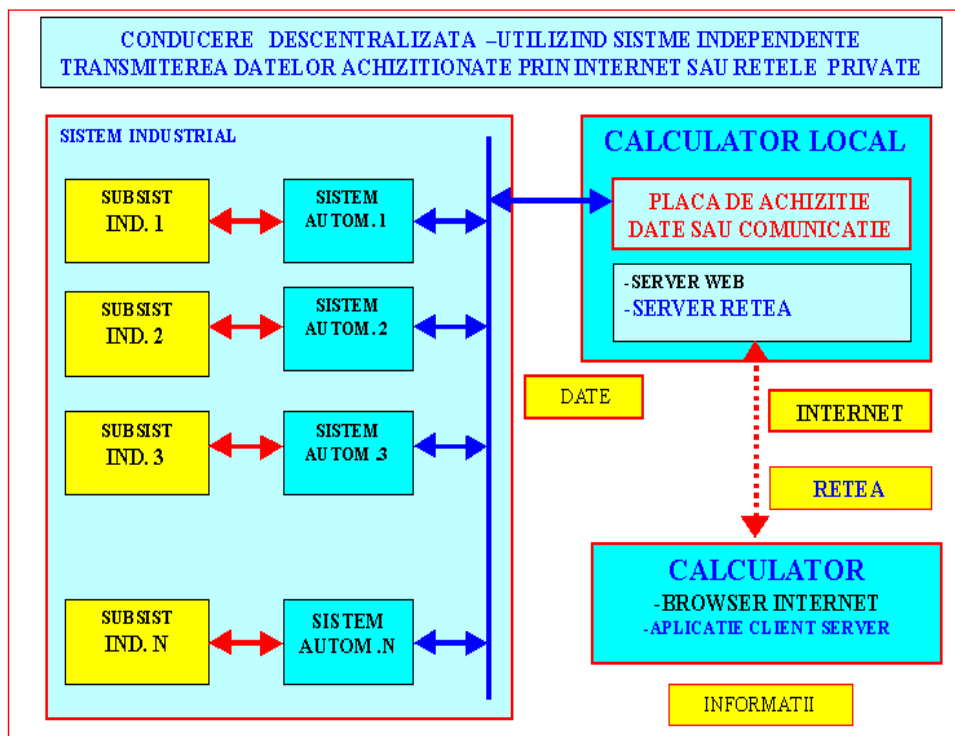 CONDUCERE DESCENTRALIZATA –UTILIZIND SISTME INDEPENDENTE
TRANSMITEREA DATELOR ACHIZITIONATE PRIN INTERNET SAU RETELE PRIVATE
SISTEM INDUSTRIAL
SUBSIST
IND. 1
SISTEM
AUTOM. 1
SUBSIST
IND. 2
SISTEM
AUTOM. 2
SUBSIST
IND. 3
SISTEM
AUTOM .3
SUBSIST
IND. N
SISTEM
AUTOM .N
CALCULATOR LOCAL
PLACA DE ACHIZITIE
DATE SAU COMUNICATIE
-SERVER WEB
-SERVER RETEA
DATE
INTERNET
RETEA
CALCULATOR
-BROWSER INTERNET
-APLICATIE CLIENT SERVER
INFORMATII